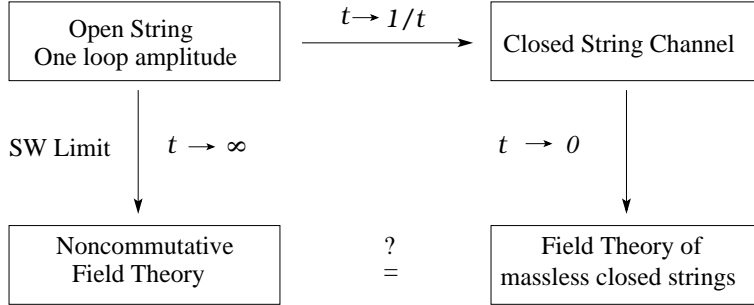 Open String
One loop amplitude
t → 1/t
Closed String Channel
SW Limit
t → ∞
t → 0
Noncommutative
Field Theory
?
=
Field Theory of
massless closed strings